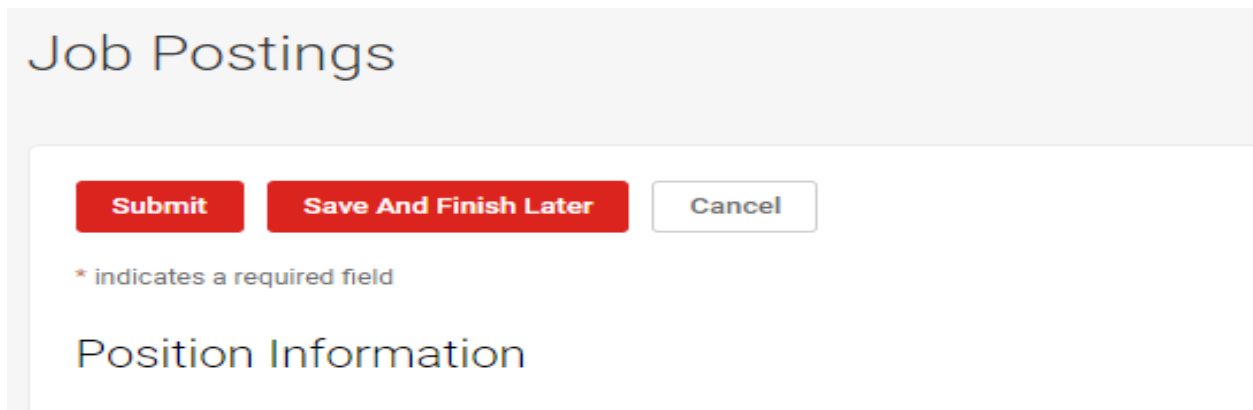 Job Postings
Submit Save And Finish Later Cancel
* indicates a required field
Position Information